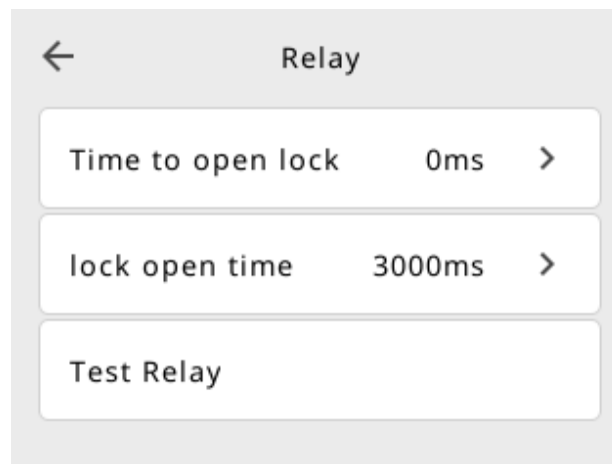 Relay
Time to open lock 0ms
lock open time 3000ms
Test Relay